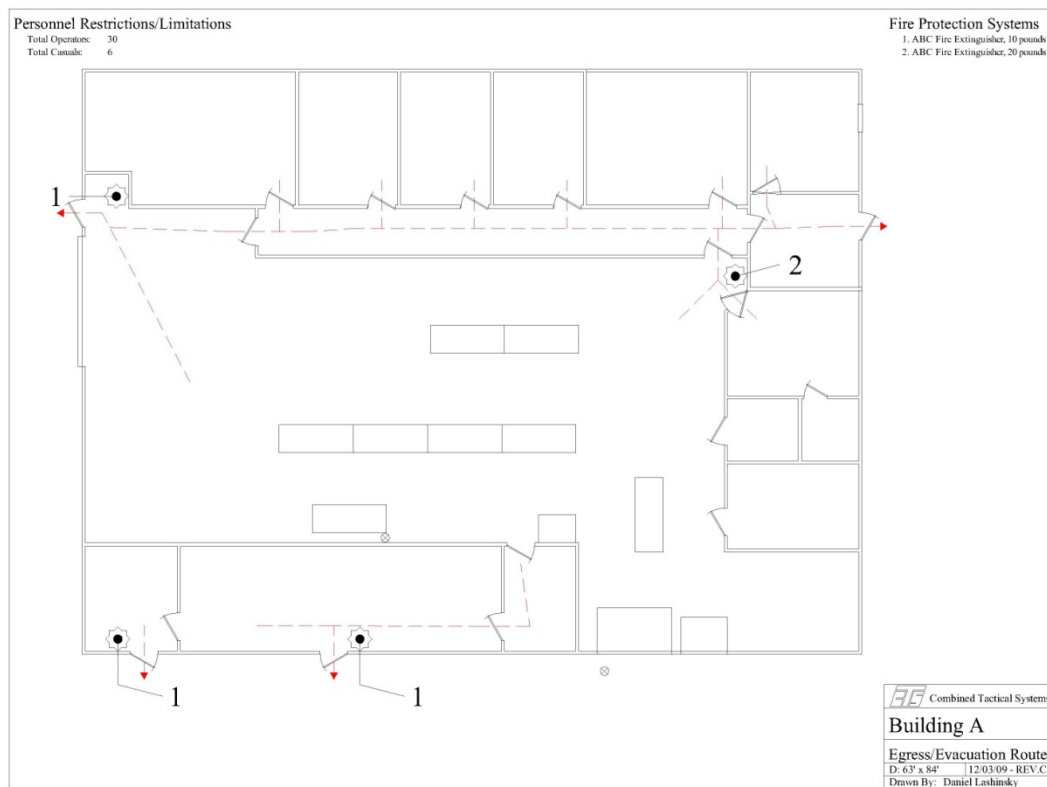 Personnel Restrictions/Limitations
Total Operators: 30
Total Casuals: 6
Fire Protection Systems
1. ABC Fire Extinguisher, 10 pounds
2. ABC Fire Extinguisher, 20 pounds
1
2
1
1
CTS Combined Tactical Systems
Building A
Egress/Evacuation Route
D: 63' x 84' 12/03/09 - REV.C
Drawn By: Daniel Lashinsky